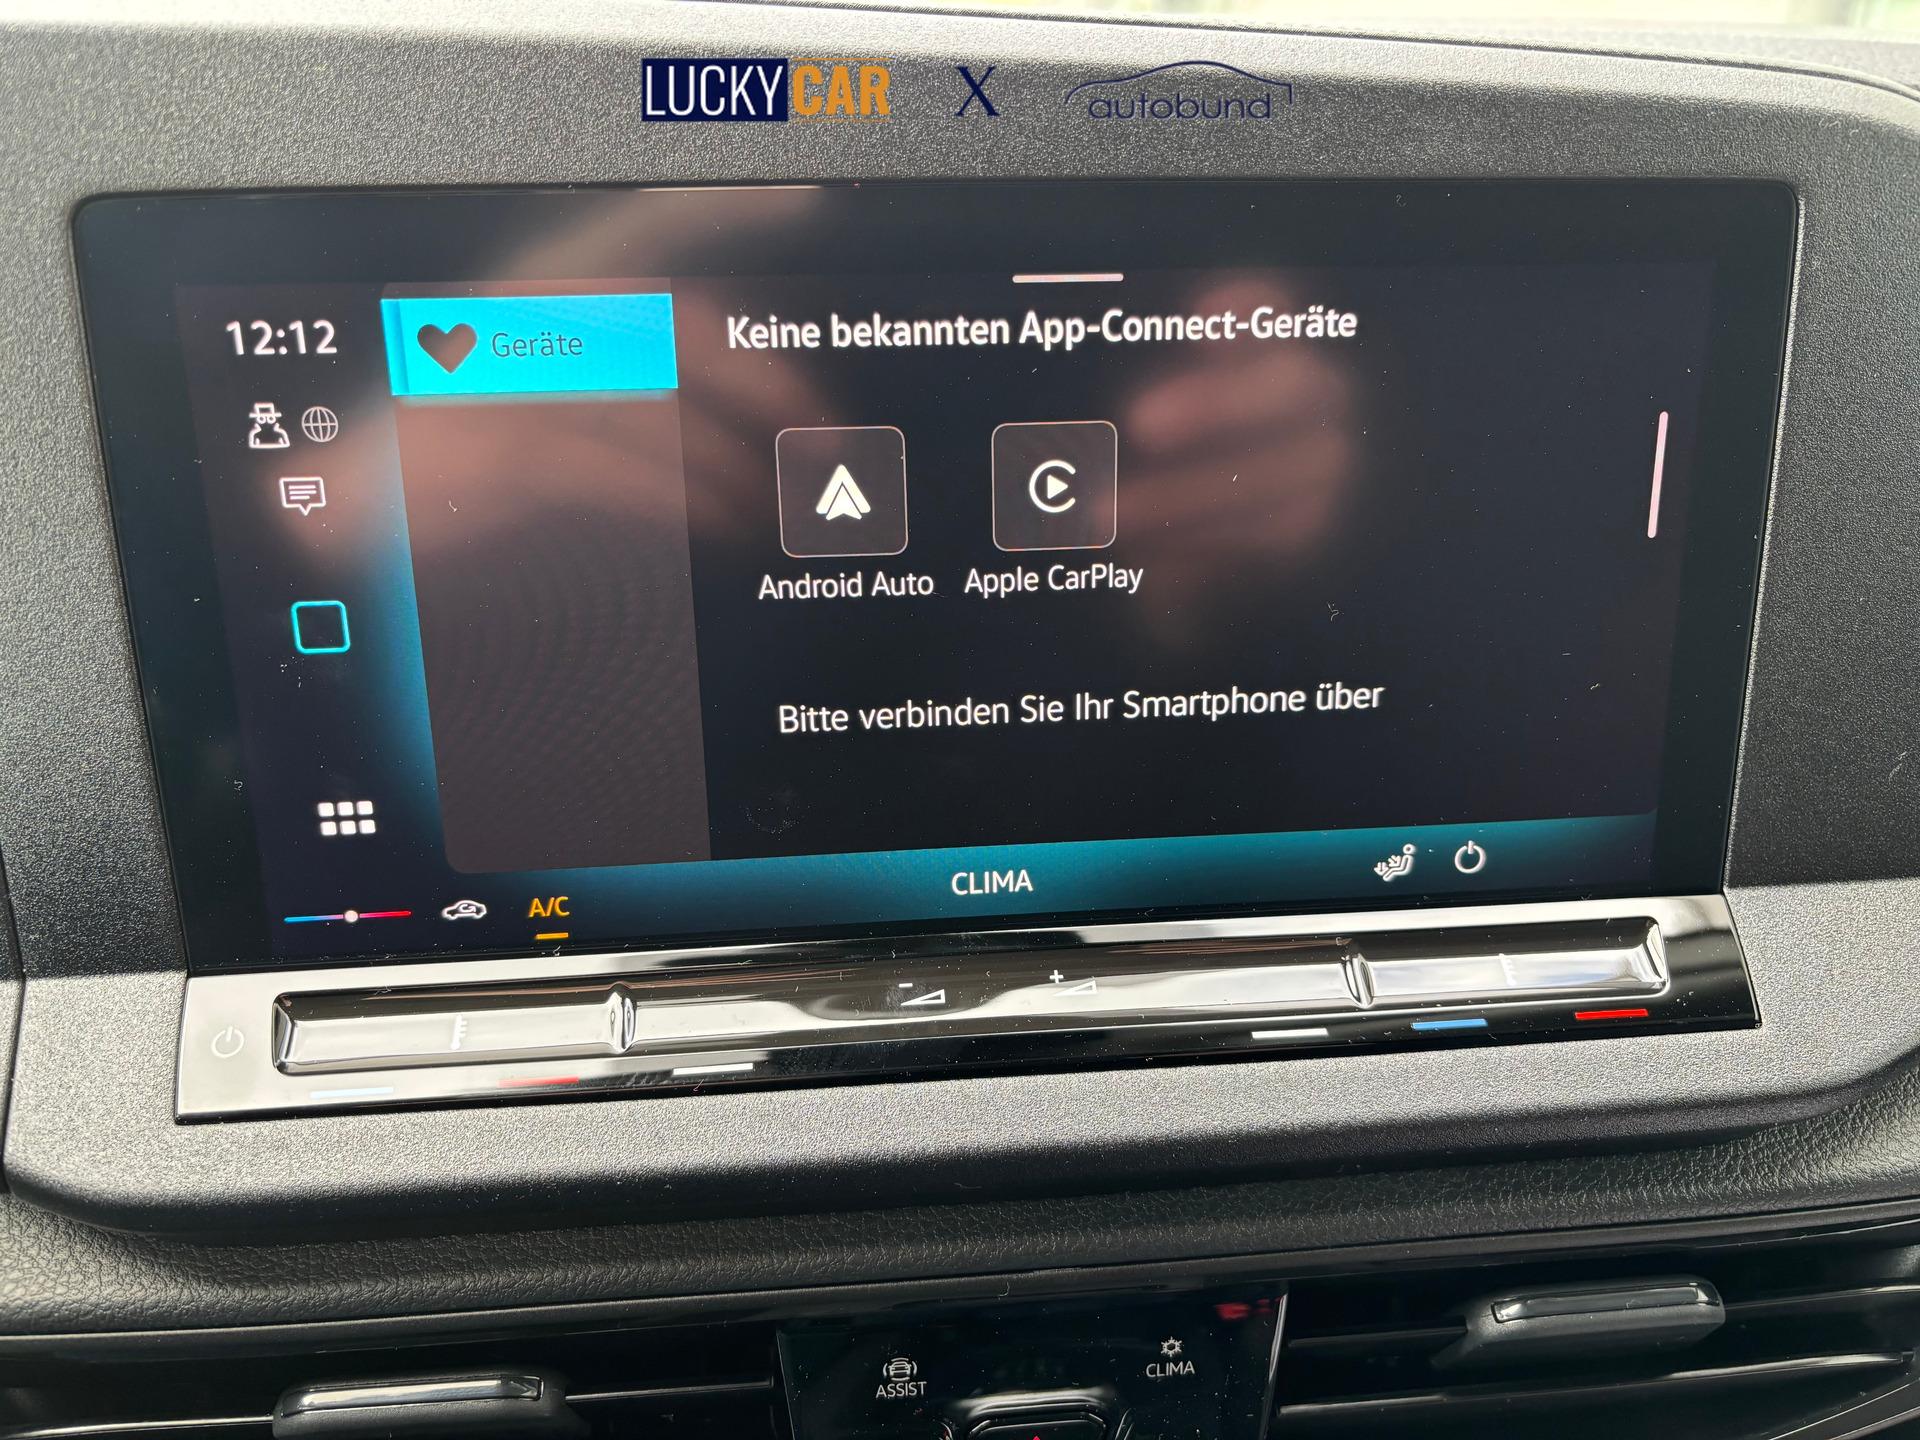 LUCKYCAR X autobund
12:12
Geräte
Keine bekannten App-Connect-Geräte
Android Auto Apple CarPlay
Bitte verbinden Sie Ihr Smartphone über
CLIMA
A/C
- +
ASSIST
CLIMA